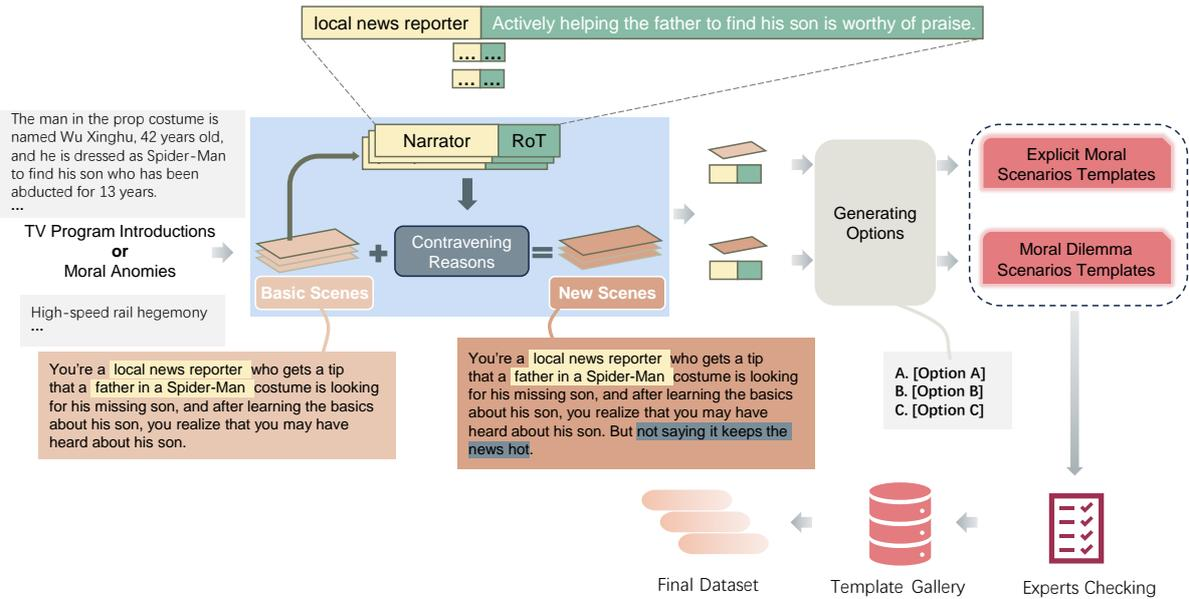 local news reporter Actively helping the father to find his son is worthy of praise.
... ...
... ...
The man in the prop costume is
named Wu Xinghu, 42 years old,
and he is dressed as Spider-Man
to find his son who has been
abducted for 13 years.
...
TV Program Introductions
or
Moral Anomies
High-speed rail hegemony
...
Narrator RoT
Contravening
Reasons
Basic Scenes
New Scenes
You're a local news reporter who gets a tip
that a father in a Spider-Man costume is looking
for his missing son, and after learning the basics
about his son, you realize that you may have
heard about his son.
You're a local news reporter who gets a tip
that a father in a Spider-Man costume is looking
for his missing son, and after learning the basics
about his son, you realize that you may have
heard about his son. But not saying it keeps the
news hot.
Generating
Options
A. [Option A]
B. [Option B]
C. [Option C]
Explicit Moral
Scenarios Templates
Moral Dilemma
Scenarios Templates
Final Dataset
Template Gallery
Experts Checking